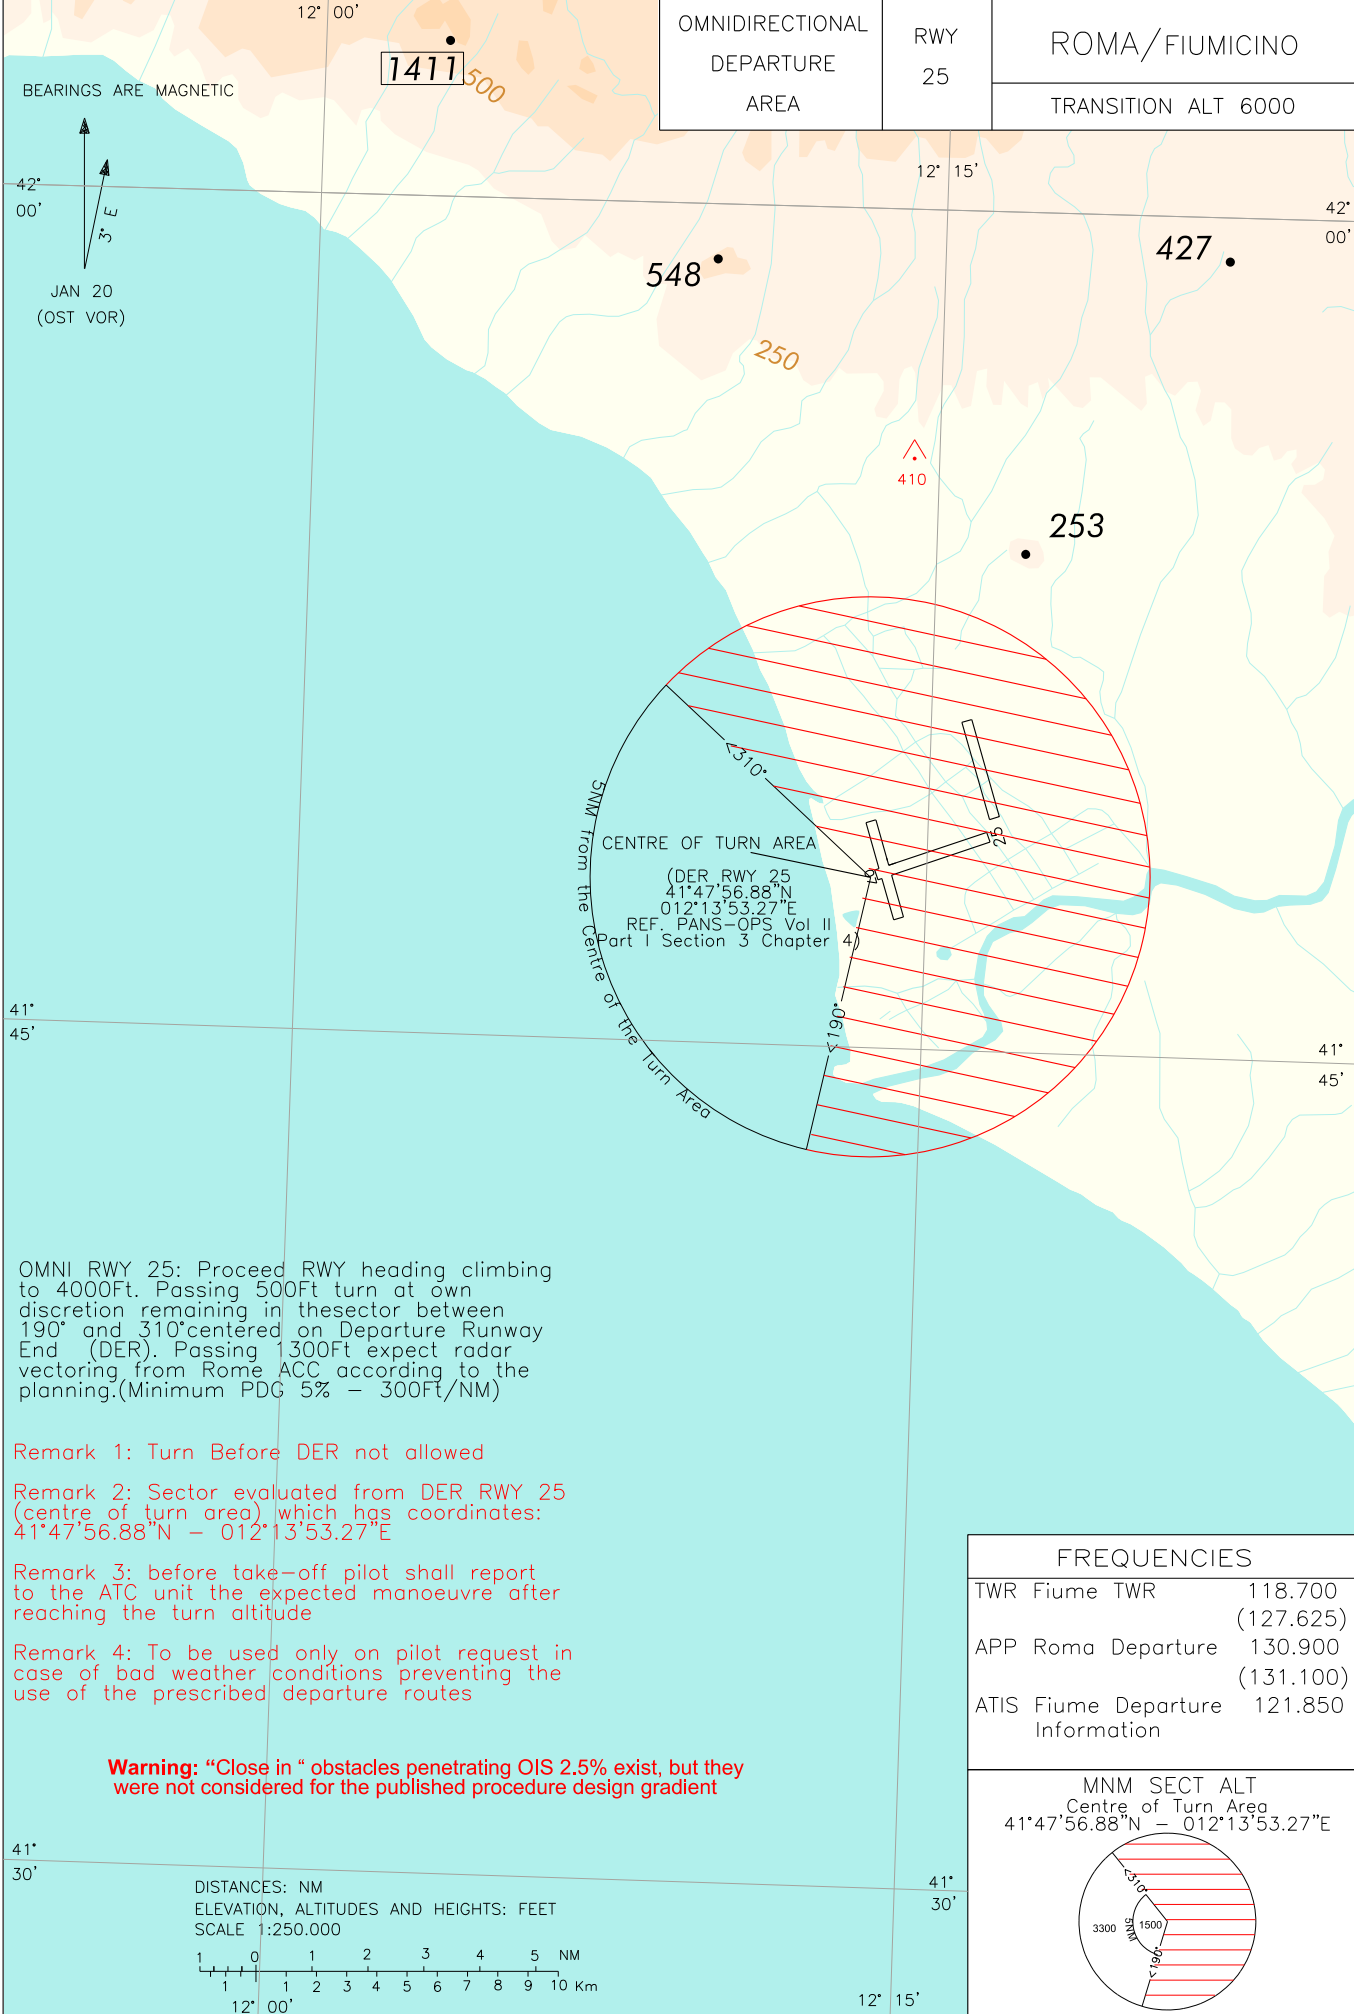 12° 00'
OMNIDIRECTIONAL
DEPARTURE
AREA
RWY
25
ROMA/FIUMICINO
TRANSITION ALT 6000
1411
500
BEARINGS ARE MAGNETIC
3° E
JAN 20
(OST VOR)
42°
00'
12° 15'
42°
00'
548
427
250
410
253
<310°
5NM from the Centre of the Turn Area
CENTRE OF TURN AREA
(DER RWY 25
41°47'56.88"N
012°13'53.27"E
REF. PANS-OPS Vol II
Part I Section 3 Chapter 4)
25
<190°
41°
45'
41°
45'
OMNI RWY 25: Proceed RWY heading climbing
to 4000Ft. Passing 500Ft turn at own
discretion remaining in thesector between
190° and 310°centered on Departure Runway
End (DER). Passing 1300Ft expect radar
vectoring from Rome ACC according to the
planning.(Minimum PDG 5% - 300Ft/NM)
Remark 1: Turn Before DER not allowed
Remark 2: Sector evaluated from DER RWY 25
(centre of turn area) which has coordinates:
41°47'56.88"N - 012°13'53.27"E
Remark 3: before take-off pilot shall report
to the ATC unit the expected manoeuvre after
reaching the turn altitude
Remark 4: To be used only on pilot request in
case of bad weather conditions preventing the
use of the prescribed departure routes
Warning: "Close in " obstacles penetrating OIS 2.5% exist, but they
were not considered for the published procedure design gradient
FREQUENCIES
TWR Fiume TWR 118.700
(127.625)
APP Roma Departure 130.900
(131.100)
ATIS Fiume Departure 121.850
Information
MNM SECT ALT
Centre of Turn Area
41°47'56.88"N - 012°13'53.27"E
<310°
3300
5NM
1500
<190°
41°
30'
41°
30'
DISTANCES: NM
ELEVATION, ALTITUDES AND HEIGHTS: FEET
SCALE 1:250.000
1 0 1 2 3 4 5 NM
1 1 2 3 4 5 6 7 8 9 10 Km
12° 00'
12° 15'